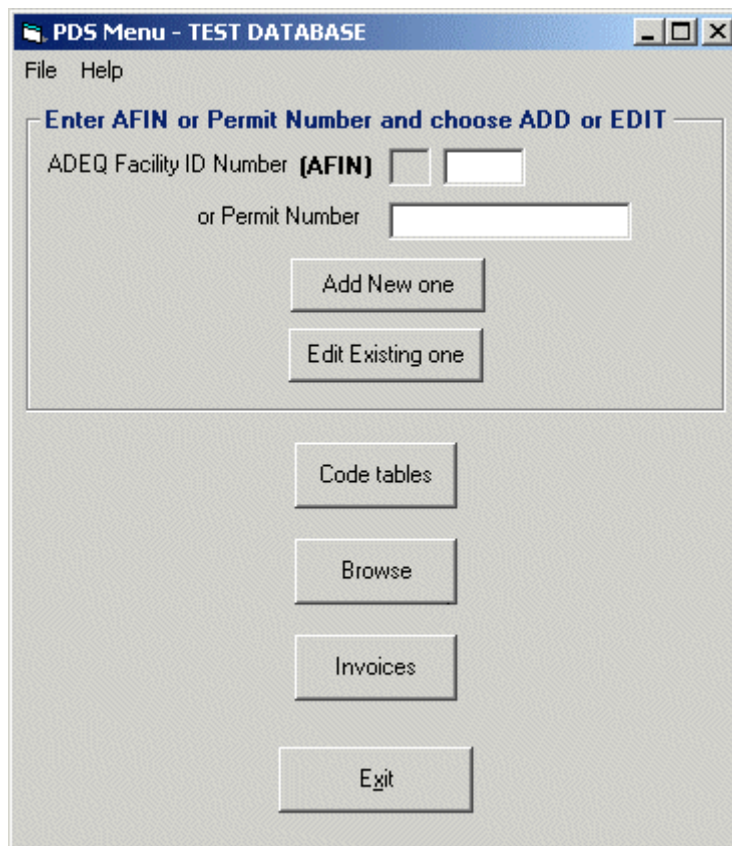 PDS Menu - TEST DATABASE
File Help
Enter AFIN or Permit Number and choose ADD or EDIT
ADEQ Facility ID Number (AFIN)
or Permit Number
Add New one
Edit Existing one
Code tables
Browse
Invoices
Exit